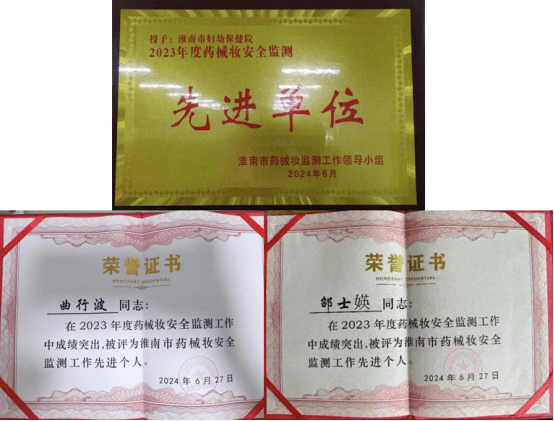 授予：淮南市妇幼保健院
2023年度药械妆安全监测
先进单位
淮南市药械妆监测工作领导小组
2024年6月
荣誉证书
HONORARY CREDENTIAL
曲行波 同志：
在2023年度药械妆安全监测工作
中成绩突出，被评为淮南市药械妆安全
监测工作先进个人。
2024年6月27日
荣誉证书
HONORARY CREDENTIAL
邹士媖 同志：
在2023年度药械妆安全监测工作
中成绩突出，被评为淮南市药械妆安全
监测工作先进个人。
2024年6月27日